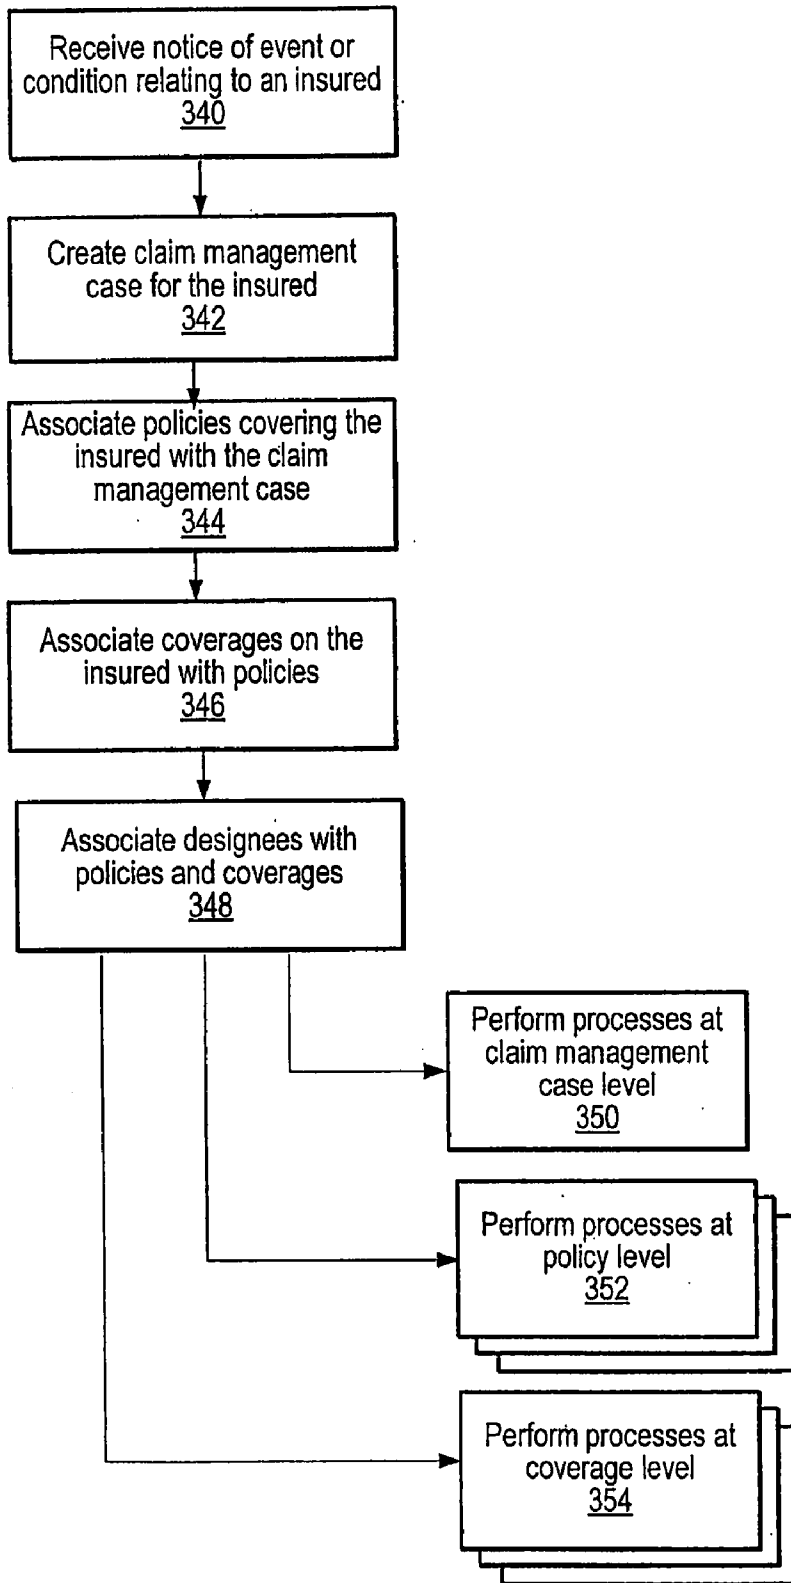 Receive notice of event or
condition relating to an insured
340
Create claim management
case for the insured
342
Associate policies covering the
insured with the claim
management case
344
Associate coverages on the
insured with policies
346
Associate designees with
policies and coverages
348
Perform processes at
claim management
case level
350
Perform processes at
policy level
352
Perform processes at
coverage level
354